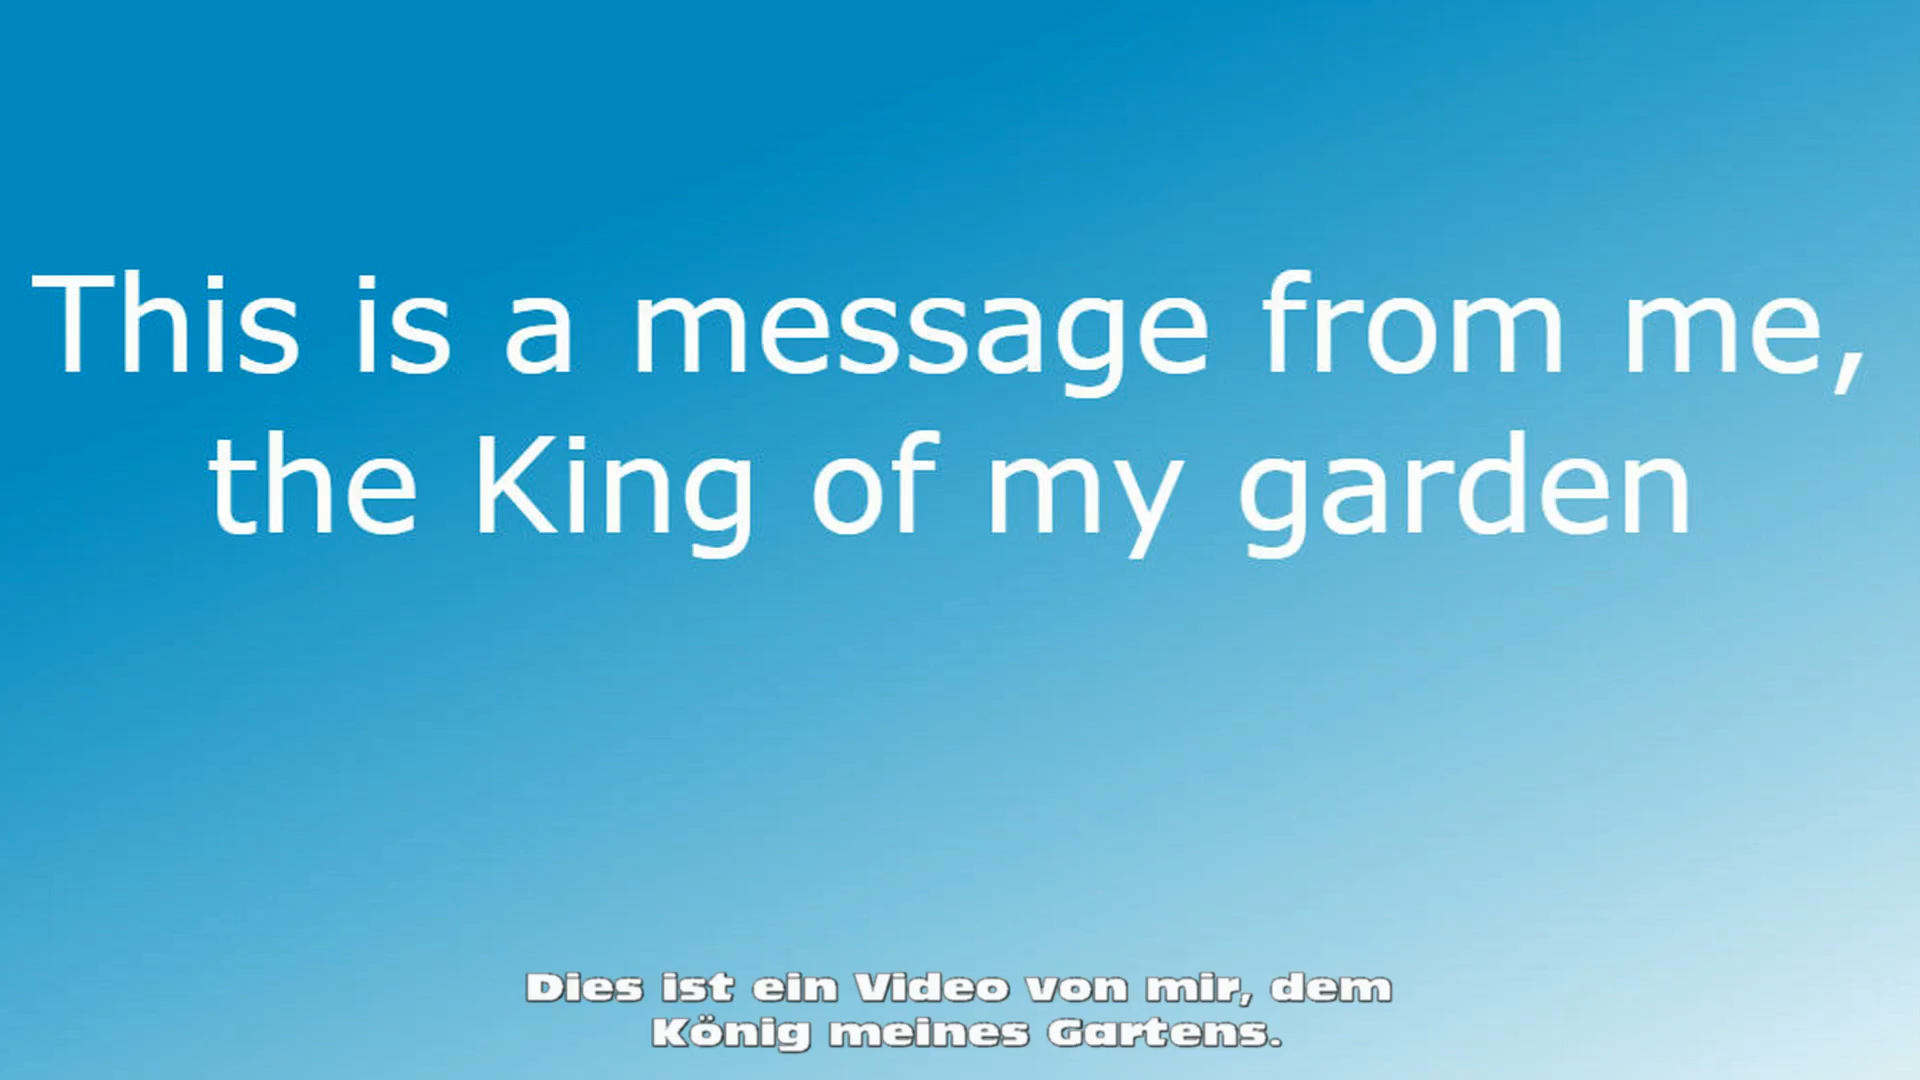 This is a message from me,
the King of my garden
Dies ist ein Video von mir, dem
König meines Gartens.